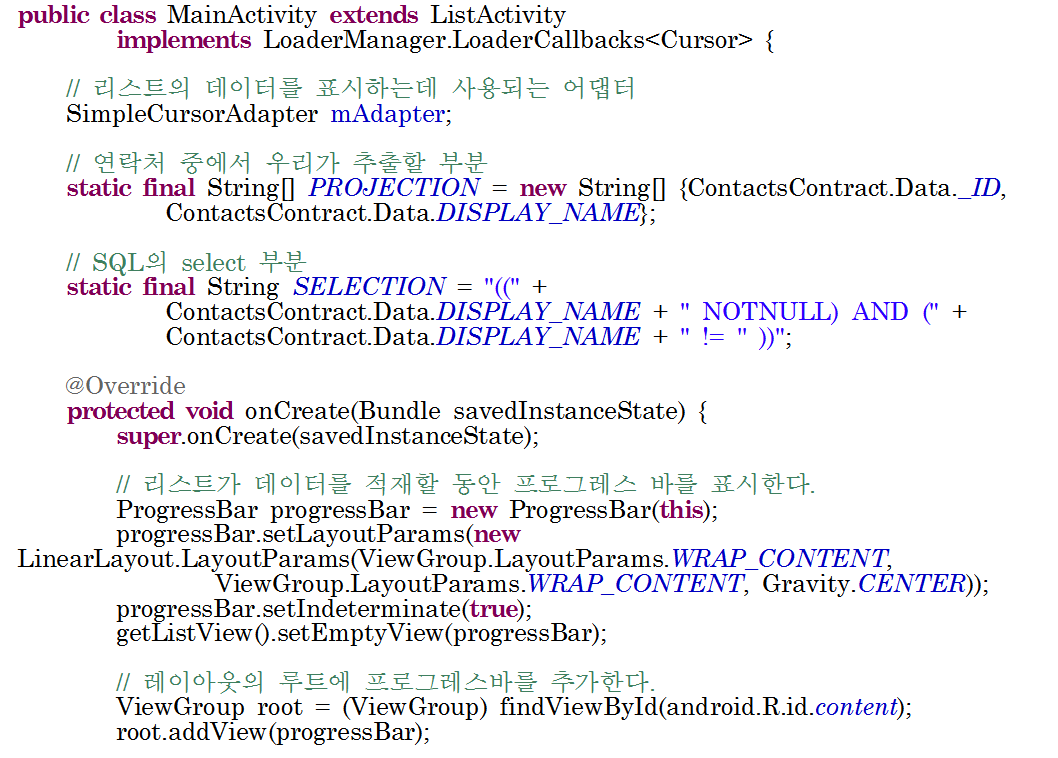 public class MainActivity extends ListActivity
implements LoaderManager.LoaderCallbacks<Cursor> {
// 리스트의 데이터를 표시하는데 사용되는 어댑터
SimpleCursorAdapter mAdapter;
// 연락처 중에서 우리가 추출할 부분
static final String[] PROJECTION = new String[] {ContactsContract.Data._ID,
ContactsContract.Data.DISPLAY_NAME};
// SQL의 select 부분
static final String SELECTION = "((" +
ContactsContract.Data.DISPLAY_NAME + " NOTNULL) AND (" +
ContactsContract.Data.DISPLAY_NAME + " != " ))";
@Override
protected void onCreate(Bundle savedInstanceState) {
super.onCreate(savedInstanceState);
// 리스트가 데이터를 적재할 동안 프로그레스 바를 표시한다.
ProgressBar progressBar = new ProgressBar(this);
progressBar.setLayoutParams(new
LinearLayout.LayoutParams(ViewGroup.LayoutParams.WRAP_CONTENT,
ViewGroup.LayoutParams.WRAP_CONTENT, Gravity.CENTER));
progressBar.setIndeterminate(true);
getListView().setEmptyView(progressBar);
// 레이아웃의 루트에 프로그레스바를 추가한다.
ViewGroup root = (ViewGroup) findViewById(android.R.id.content);
root.addView(progressBar);